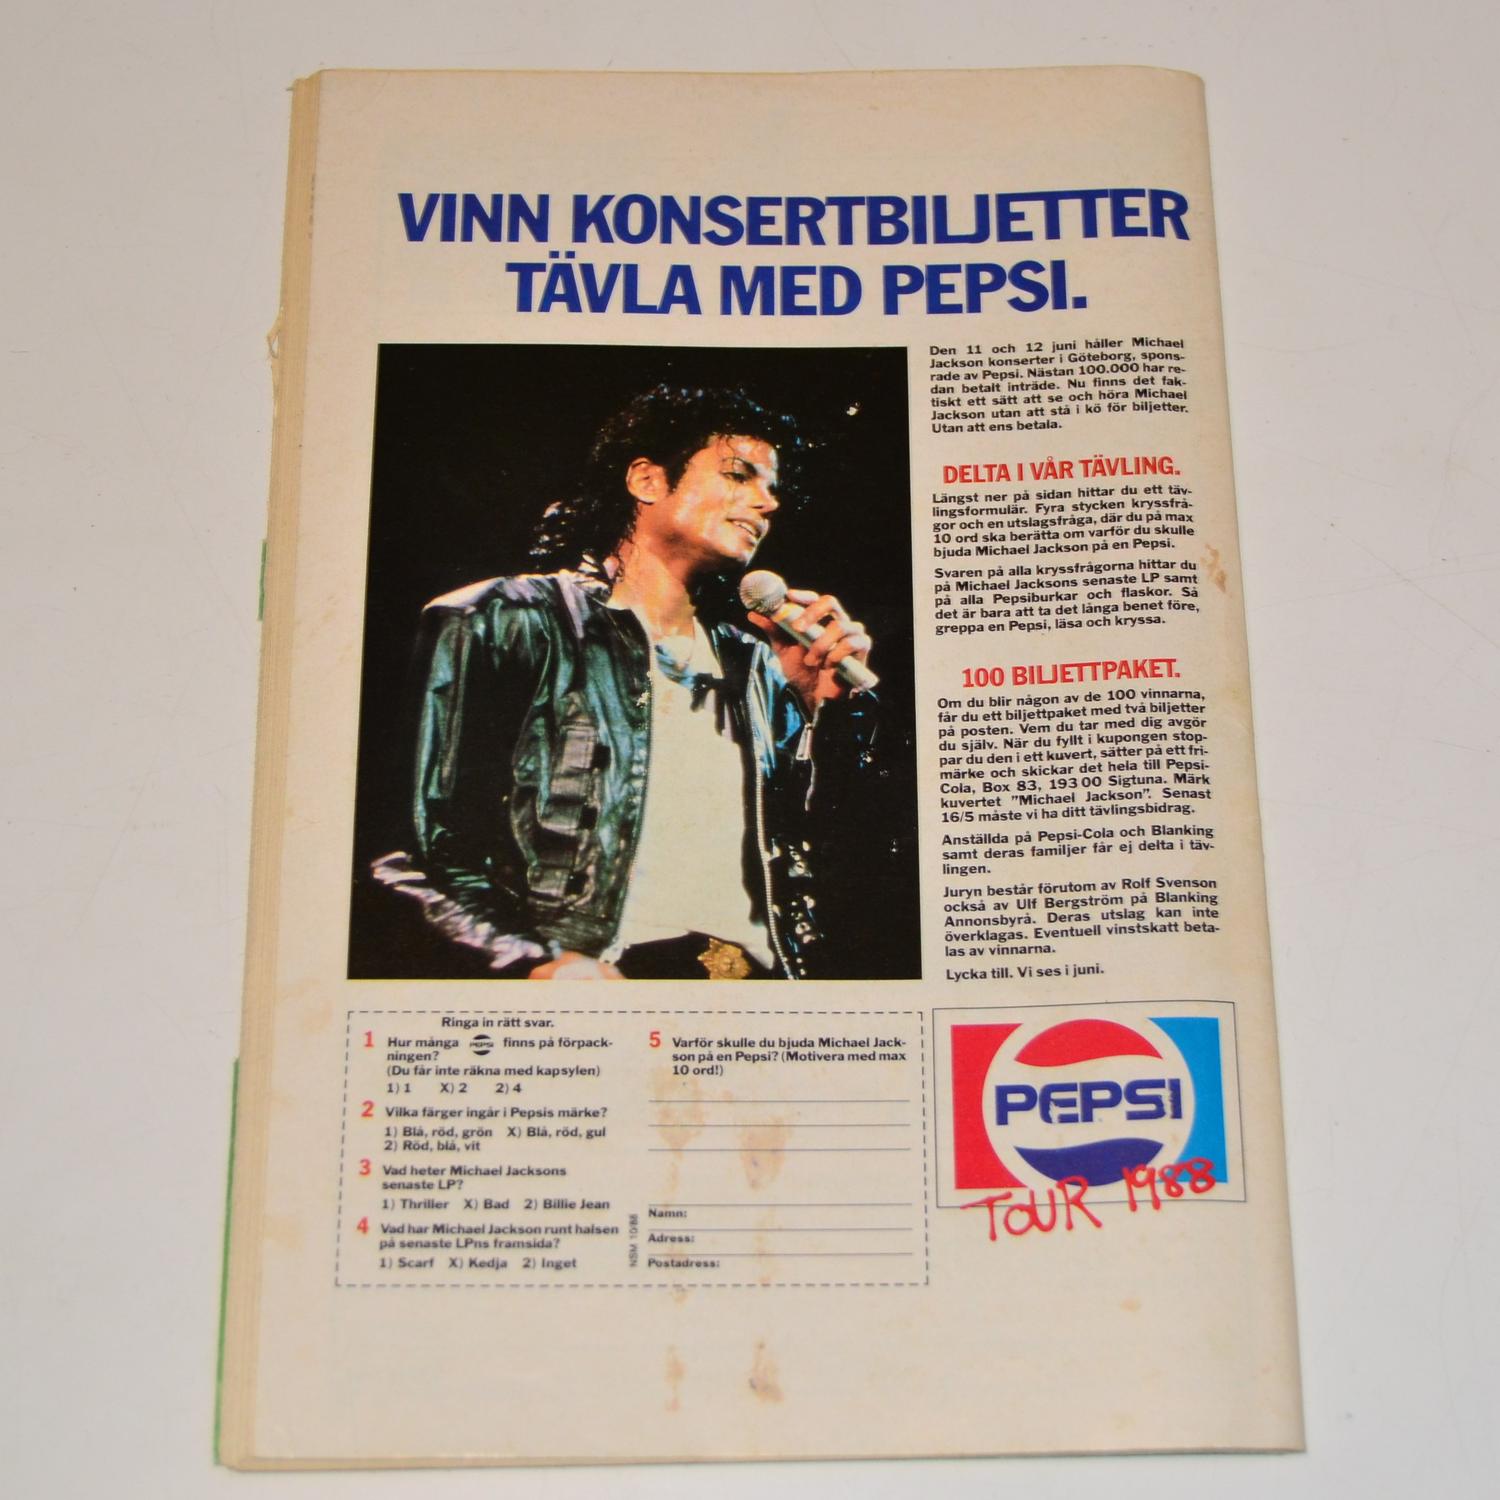 VINN KONSERTBILJETTER
TÄVLA MED PEPSI.
Den 11 och 12 juni håller Michael
Jackson konserter i Göteborg, spons-
rade av Pepsi. Nästan 100.000 har re-
dan betalt inträde. Nu finns det fak-
tiskt ett sätt att se och höra Michael
Jackson utan att stå i kö för biljetter.
Utan att ens betala.
DELTA I VÅR TÄVLING.
Längst ner på sidan hittar du ett täv-
lingsformulär. Fyra stycken kryssfrå-
gor och en utslagsfråga, där du på max
10 ord ska berätta om varför du skulle
bjuda Michael Jackson på en Pepsi.
Svaren på alla kryssfrågorna hittar du
på Michael Jacksons senaste LP samt
på alla Pepsiburkar och flaskor. Så
det är bara att ta det långa benet före,
greppa en Pepsi, läsa och kryssa.
100 BILJETTPAKET.
Om du blir någon av de 100 vinnarna,
får du ett biljettpaket med två biljetter
på posten. Vem du tar med dig avgör
du själv. När du fyllt i kupongen stop-
par du den i ett kuvert, sätter på ett fri-
märke och skickar det hela till Pepsi-
Cola, Box 83, 193 00 Sigtuna. Märk
kuvertet "Michael Jackson". Senast
16/5 måste vi ha ditt tävlingsbidrag.
Anställda på Pepsi-Cola och Blanking
samt deras familjer får ej delta i täv-
lingen.
Juryn består förutom av Rolf Svenson
också av Ulf Bergström på Blanking
Annonsbyrå. Deras utslag kan inte
överklagas. Eventuell vinstskatt beta-
las av vinnarna.
Lycka till. Vi ses i juni.
Ringa in rätt svar.
1 Hur många PEPSI finns på förpack-
ningen?
(Du får inte räkna med kapsylen)
1) 1 X) 2 2) 4
2 Vilka färger ingår i Pepsis märke?
1) Blå, röd, grön X) Blå, röd, gul
2) Röd, blå, vit
3 Vad heter Michael Jacksons
senaste LP?
1) Thriller X) Bad 2) Billie Jean
4 Vad har Michael Jackson runt halsen
på senaste LPns framsida?
1) Scarf X) Kedja 2) Inget
NSM 10/88
5 Varför skulle du bjuda Michael Jack-
son på en Pepsi? (Motivera med max
10 ord!)
Namn:
Adress:
Postadress:
PEPSI
TOUR 1988